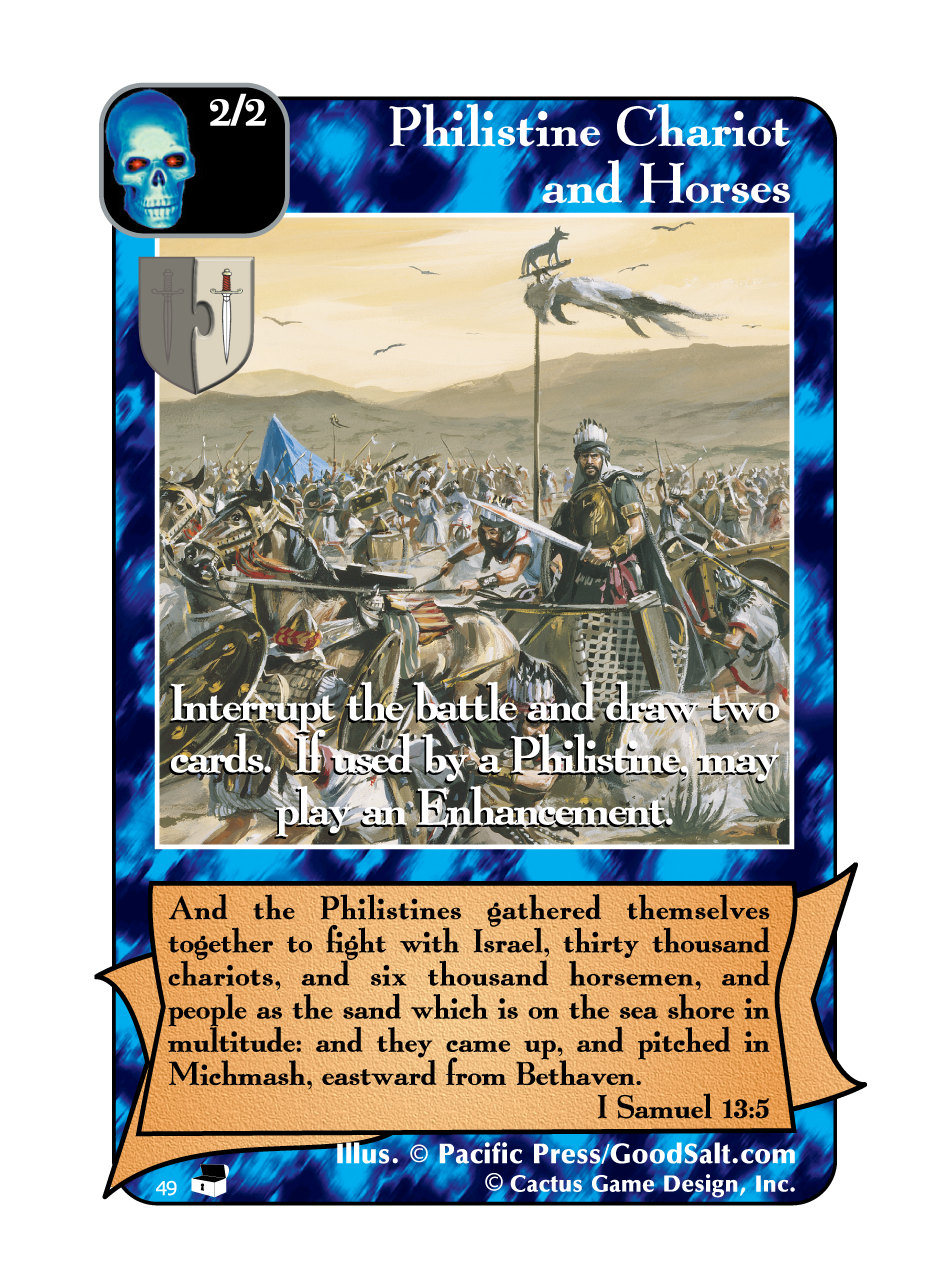 2/2
Philistine Chariot
and Horses
Interrupt the battle and draw two
cards.  If used by a Philistine, may
play an Enhancement.
And the Philistines gathered themselves
together to fight with Israel, thirty thousand
chariots, and six thousand horsemen, and
people as the sand which is on the sea shore in
multitude: and they came up, and pitched in
Michmash, eastward from Bethaven.
I Samuel 13:5
Illus. © Pacific Press/GoodSalt.com
49
© Cactus Game Design, Inc.